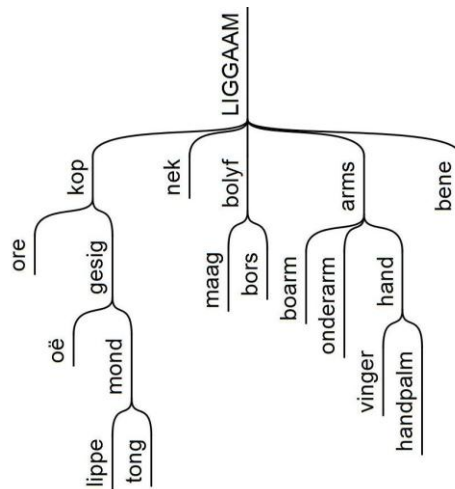 LIGGAAM
kop
ore
gesig
oë
mond
lippe
tong
nek
bolyf
maag
bors
arms
boarm
onderarm
hand
vinger
handpalm
bene